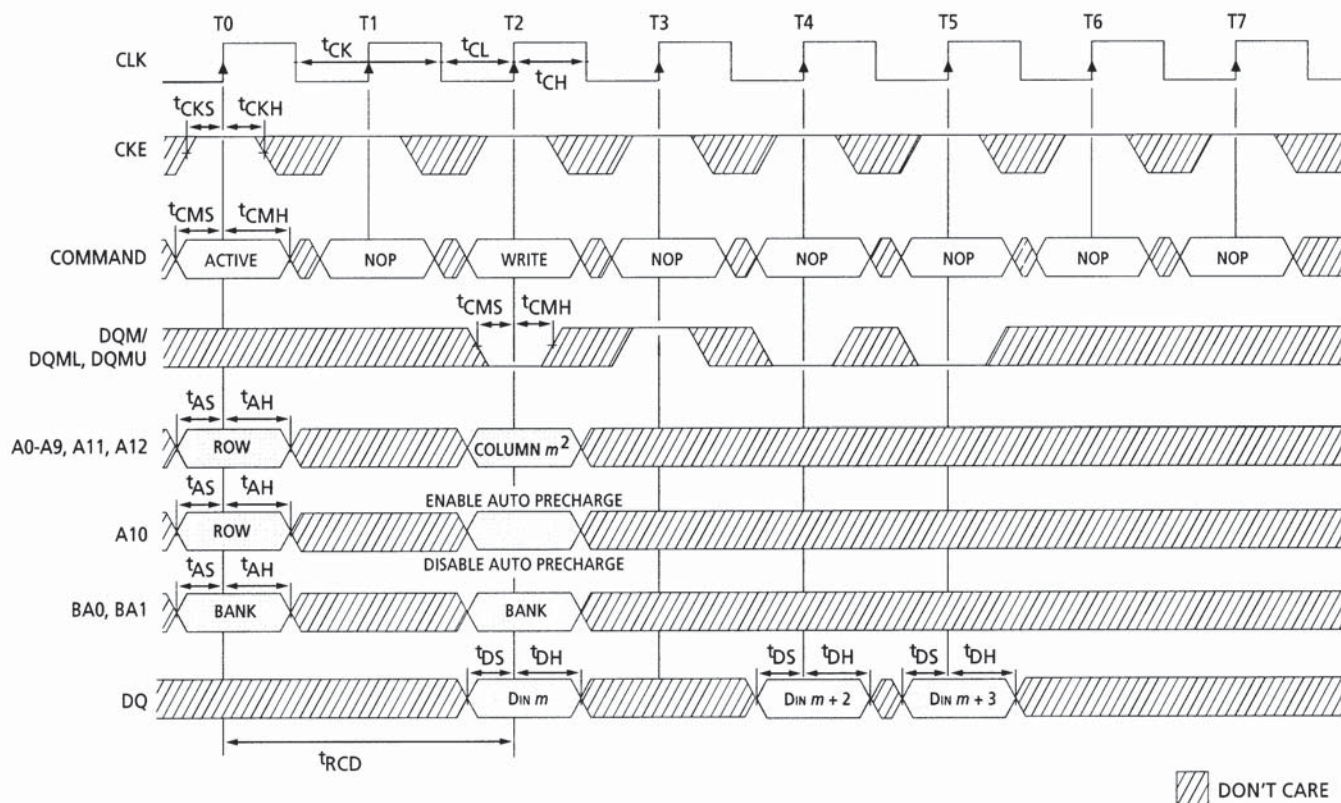 T0 T1 T2 T3 T4 T5 T6 T7
CLK
tCK tCL
tCH
tCKS tCKH
CKE
tCMS tCMH
COMMAND ACTIVE NOP WRITE NOP NOP NOP NOP NOP
tCMS tCMH
DQM/
DQML, DQMU
tAS tAH
A0-A9, A11, A12 ROW COLUMN m2
tAS tAH ENABLE AUTO PRECHARGE
A10 ROW
tAS tAH DISABLE AUTO PRECHARGE
BA0, BA1 BANK BANK
tDS tDH tDS tDH tDS tDH
DQ DIN m DIN m + 2 DIN m + 3
tRCD
DON'T CARE